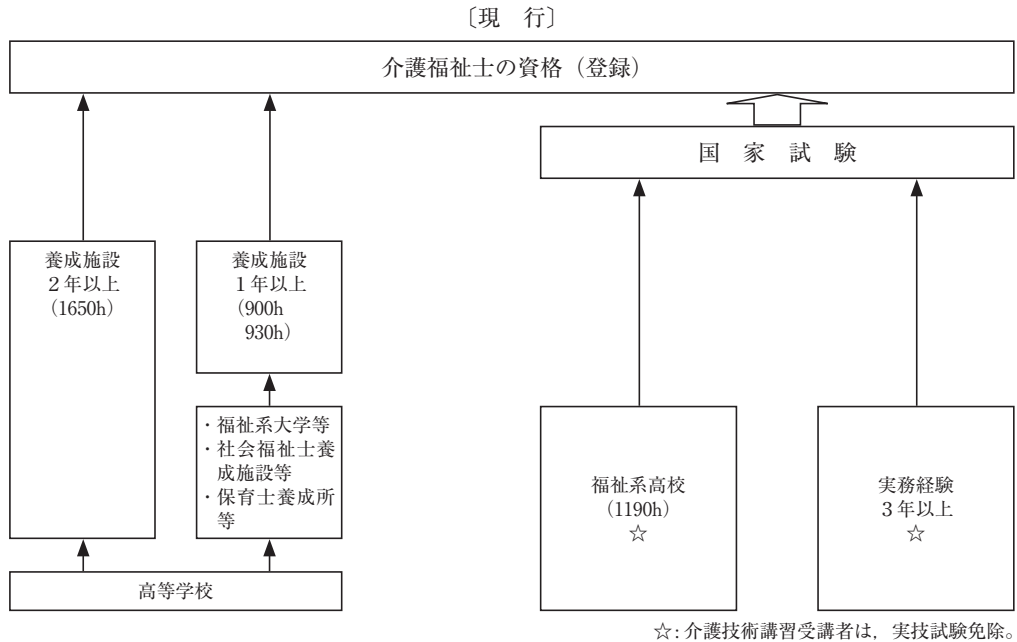 〔現　行〕
介護福祉士の資格（登録）
国　家　試　験
養成施設
２年以上
(1650h)
養成施設
１年以上
(900h
930h)
・福祉系大学等
・社会福祉士養
成施設等
・保育士養成所
等
高等学校
福祉系高校
(1190h)
☆
実務経験
３年以上
☆
☆：介護技術講習受講者は，実技試験免除。